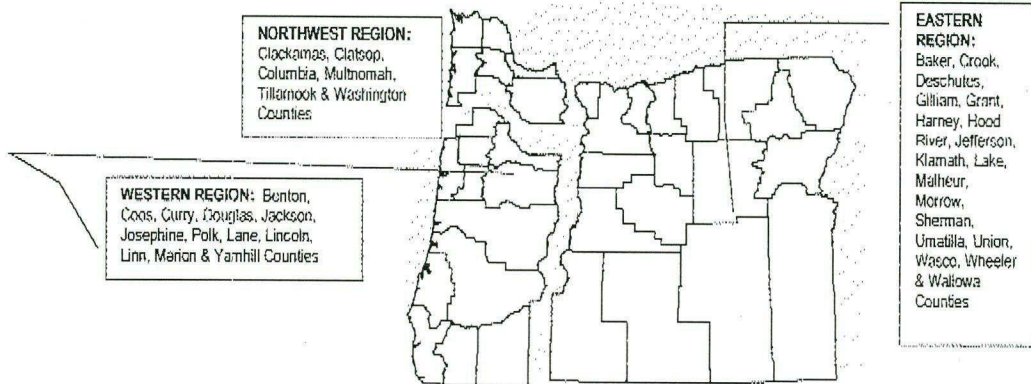 NORTHWEST REGION:
Clackamas, Clatsop,
Columbia, Multnomah,
Tillamook & Washington
Counties
WESTERN REGION: Benton,
Coos, Curry, Douglas, Jackson,
Josephine, Polk, Lane, Lincoln,
Linn, Marion & Yamhill Counties
EASTERN
REGION:
Baker, Crook,
Deschutes,
Gilliam, Grant,
Harney, Hood
River, Jefferson,
Klamath, Lake,
Malheur,
Morrow,
Sherman,
Umatilla, Union,
Wasco, Wheeler
& Wallowa
Counties